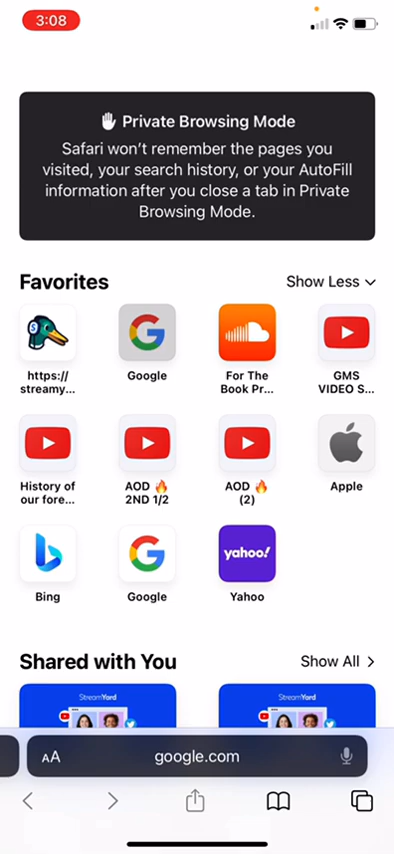 3:08
Private Browsing Mode
Safari won't remember the pages you
visited, your search history, or your AutoFill
information after you close a tab in Private
Browsing Mode.
Favorites
Show Less
https://
streamy...
Google
For The
Book Pr...
GMS
VIDEO S...
History of
our fore...
AOD 🔥
2ND 1/2
AOD 🔥
(2)
Apple
Bing
Google
yahoo!
Yahoo
Shared with You
Show All
StreamYard
StreamYard
AA
google.com